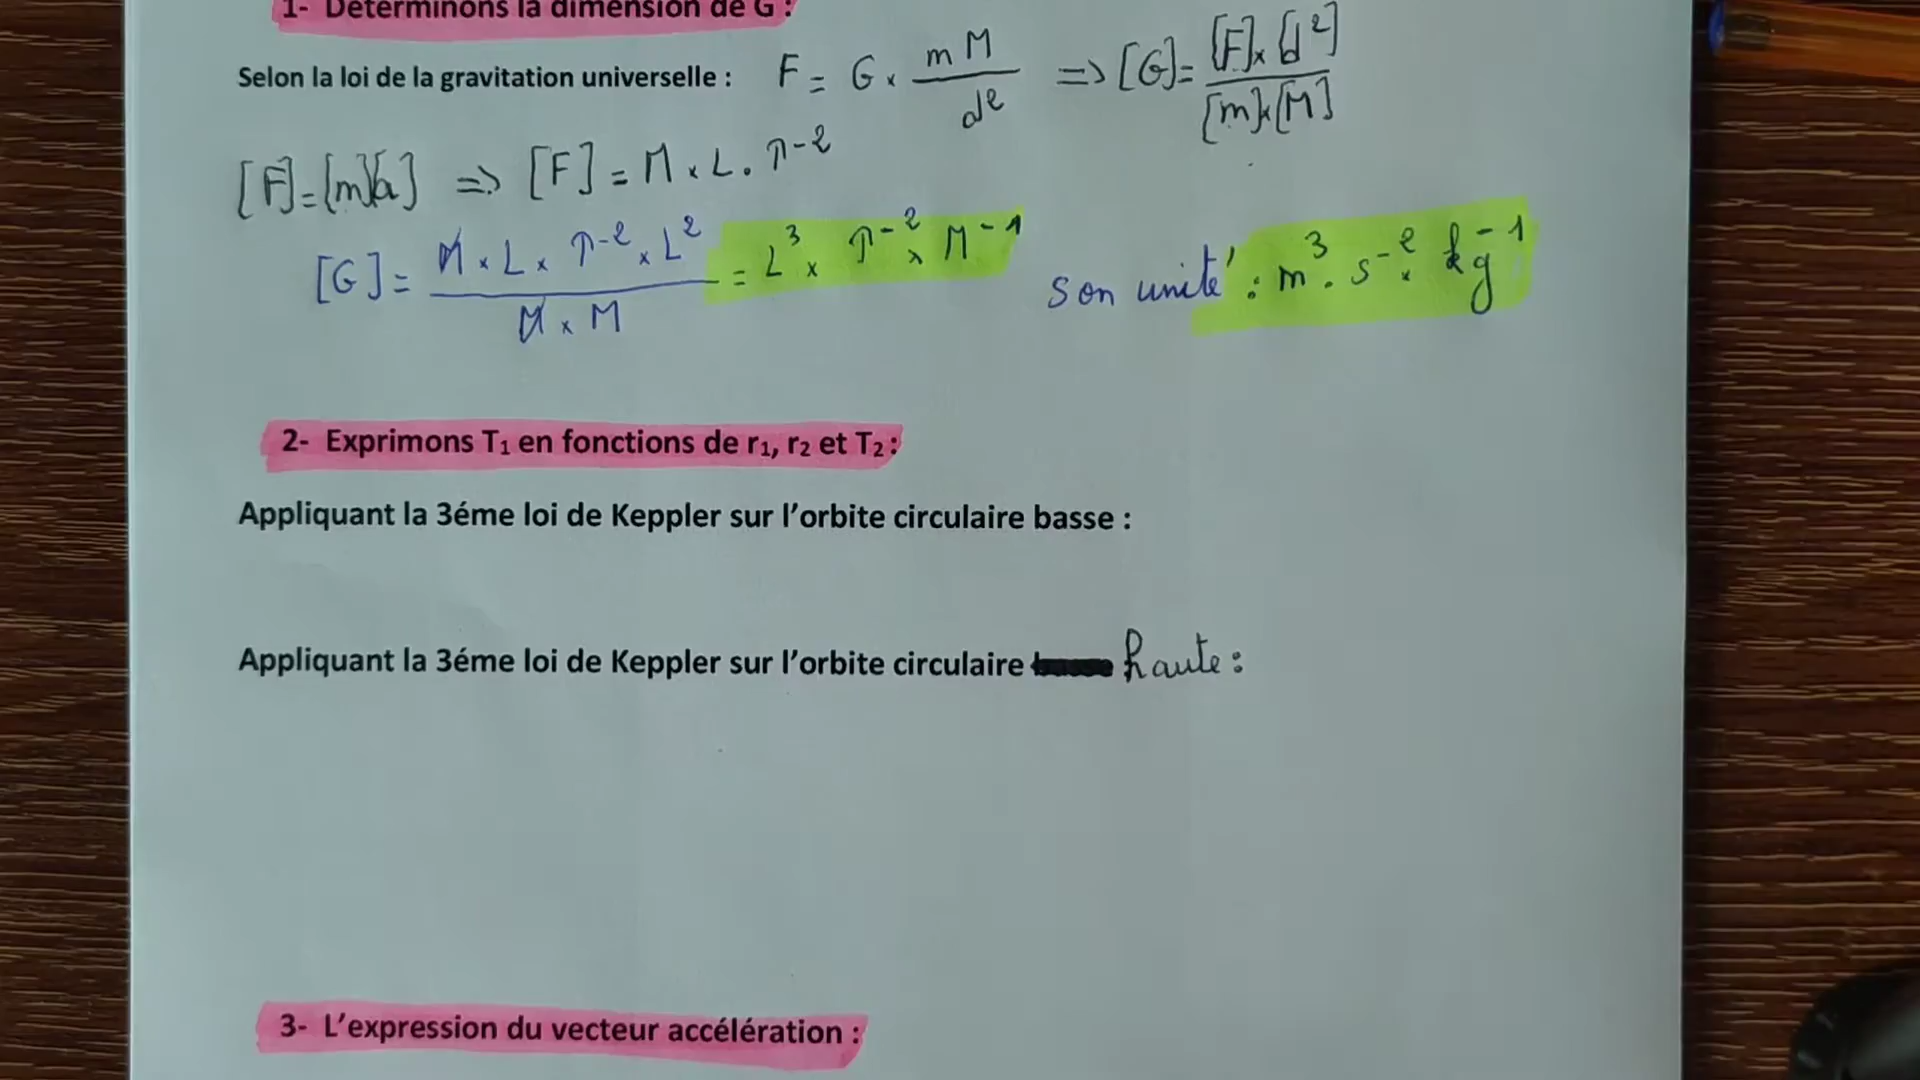 1- Déterminons la dimension de G :
Selon la loi de la gravitation universelle : F = G × m M / d² => [G] = [F] × [d²] / [m] × [M]
[F] = [m][a] => [F] = M × L . T⁻²
[G] = M × L × T⁻² × L² / M × M = L³ × T⁻² × M⁻¹ son unité : m³ . s⁻² × kg⁻¹
2- Exprimons T₁ en fonctions de r₁, r₂ et T₂ :
Appliquant la 3éme loi de Keppler sur l’orbite circulaire basse :
Appliquant la 3éme loi de Keppler sur l’orbite circulaire haute :
3- L’expression du vecteur accélération :